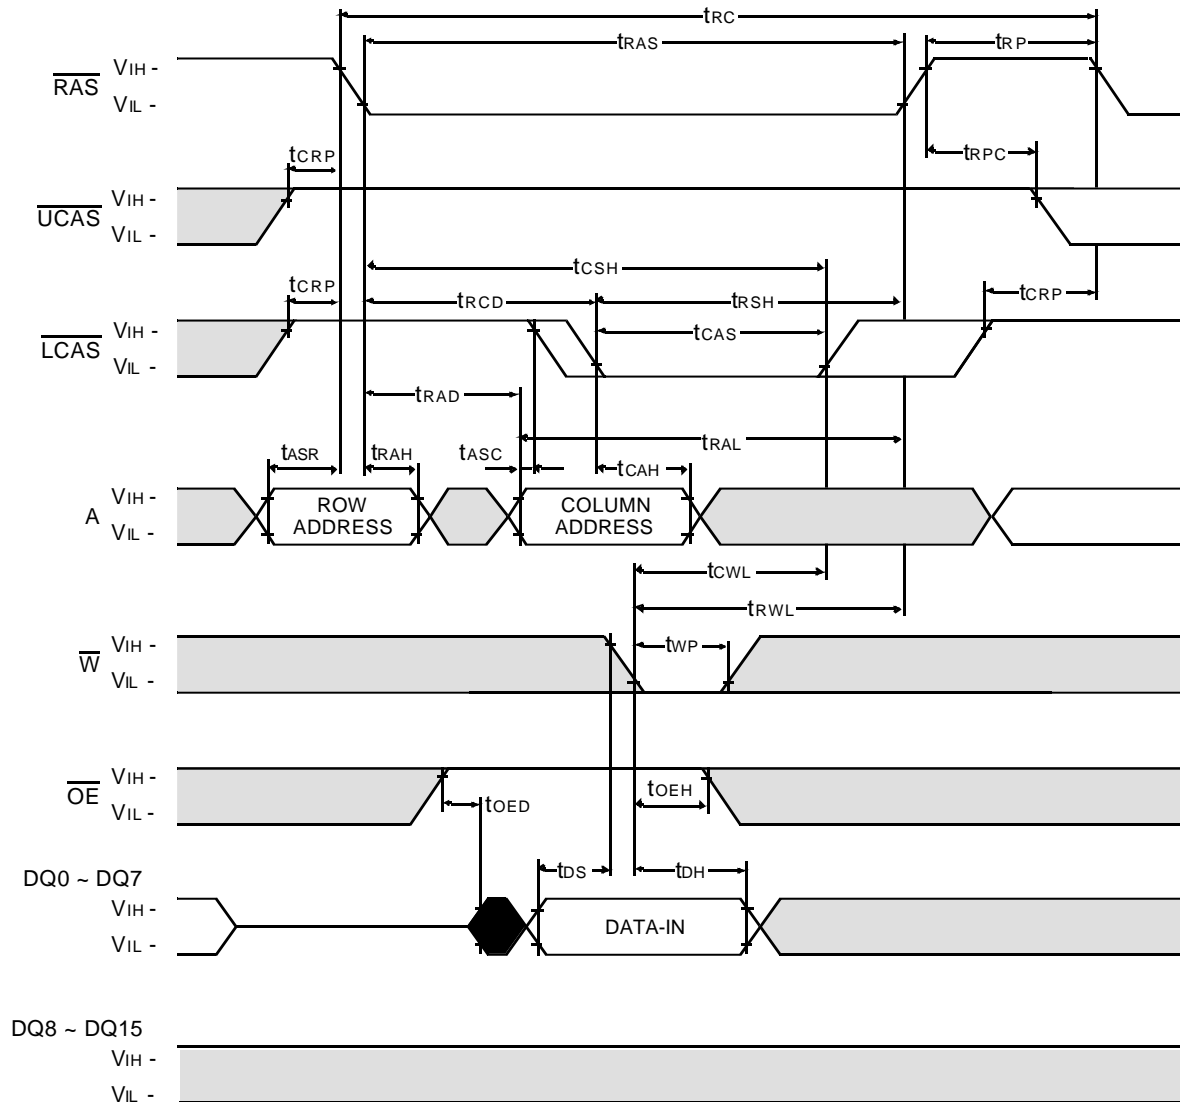 tRC
tRAS
tRP
RAS
VIH -
VIL -
tCRP
tRPC
UCAS
VIH -
VIL -
tCSH
tCRP
tRCD
tRSH
tCRP
LCAS
VIH -
VIL -
tCAS
tRAD
tRAL
tASR
tRAH
tASC
tCAH
A
VIH -
VIL -
ROW
ADDRESS
COLUMN
ADDRESS
tCWL
tRWL
W
VIH -
VIL -
tWP
OE
VIH -
VIL -
tOED
tOEH
DQ0 ~ DQ7
VIH -
VIL -
tDS
tDH
DATA-IN
DQ8 ~ DQ15
VIH -
VIL -